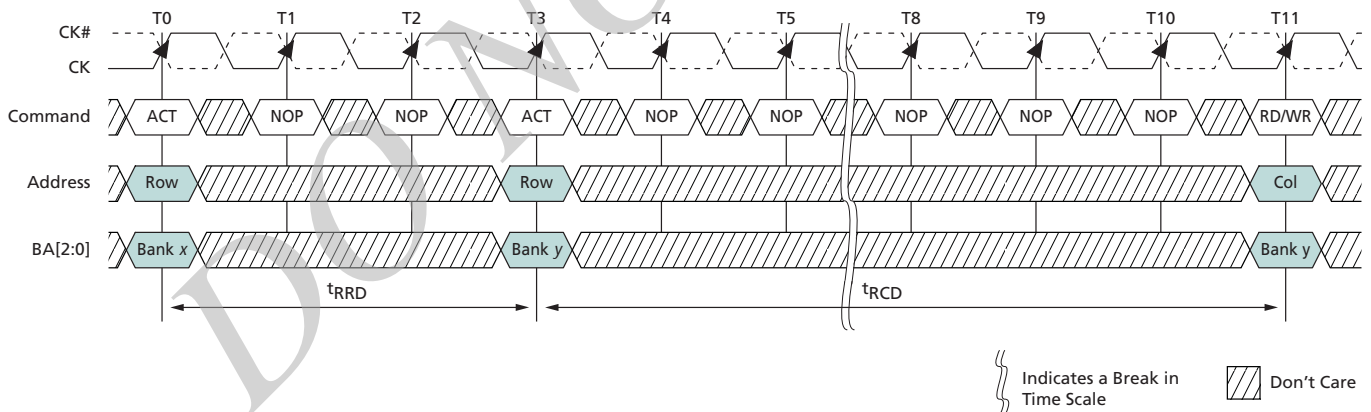 T0 T1 T2 T3 T4 T5 T8 T9 T10 T11
CK#
CK
Command ACT NOP NOP ACT NOP NOP NOP NOP NOP RD/WR
Address Row Row Col
BA[2:0] Bank x Bank y Bank y
tRRD tRCD
Indicates a Break in
Time Scale
Don't Care
DO NO